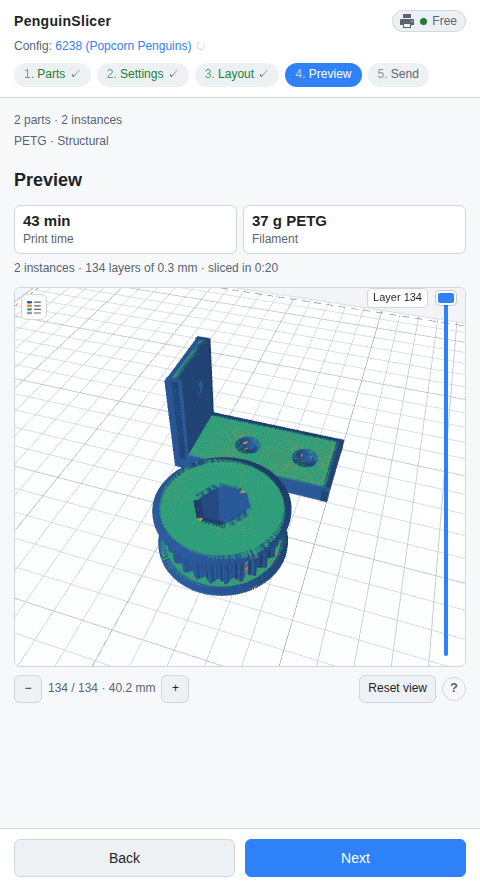 PenguinSlicer
Free
Config: 6238 (Popcorn Penguins)
1. Parts ✓
2. Settings ✓
3. Layout ✓
4. Preview
5. Send
2 parts · 2 instances
PETG · Structural
Preview
43 min
Print time
37 g PETG
Filament
2 instances · 134 layers of 0.3 mm · sliced in 0:20
Layer 134
−
134 / 134 · 40.2 mm
+
Reset view
?
Back
Next